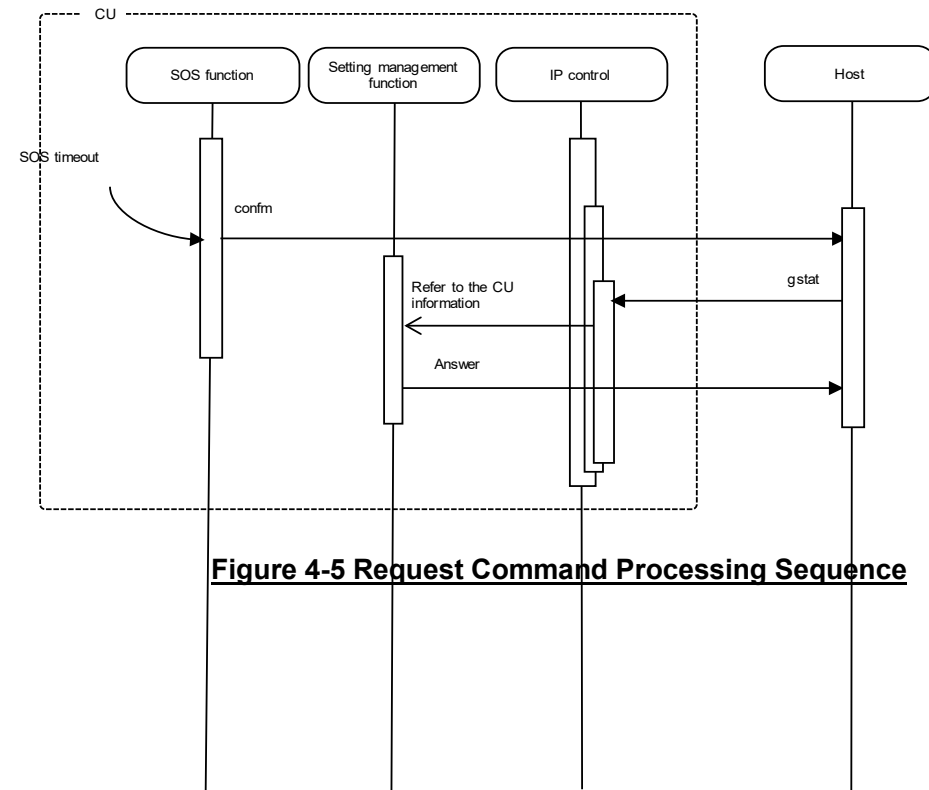 CU
SOS function
Setting management
function
IP control
Host
SOS timeout
confm
gstat
Refer to the CU
information
Answer
Figure 4-5 Request Command Processing Sequence